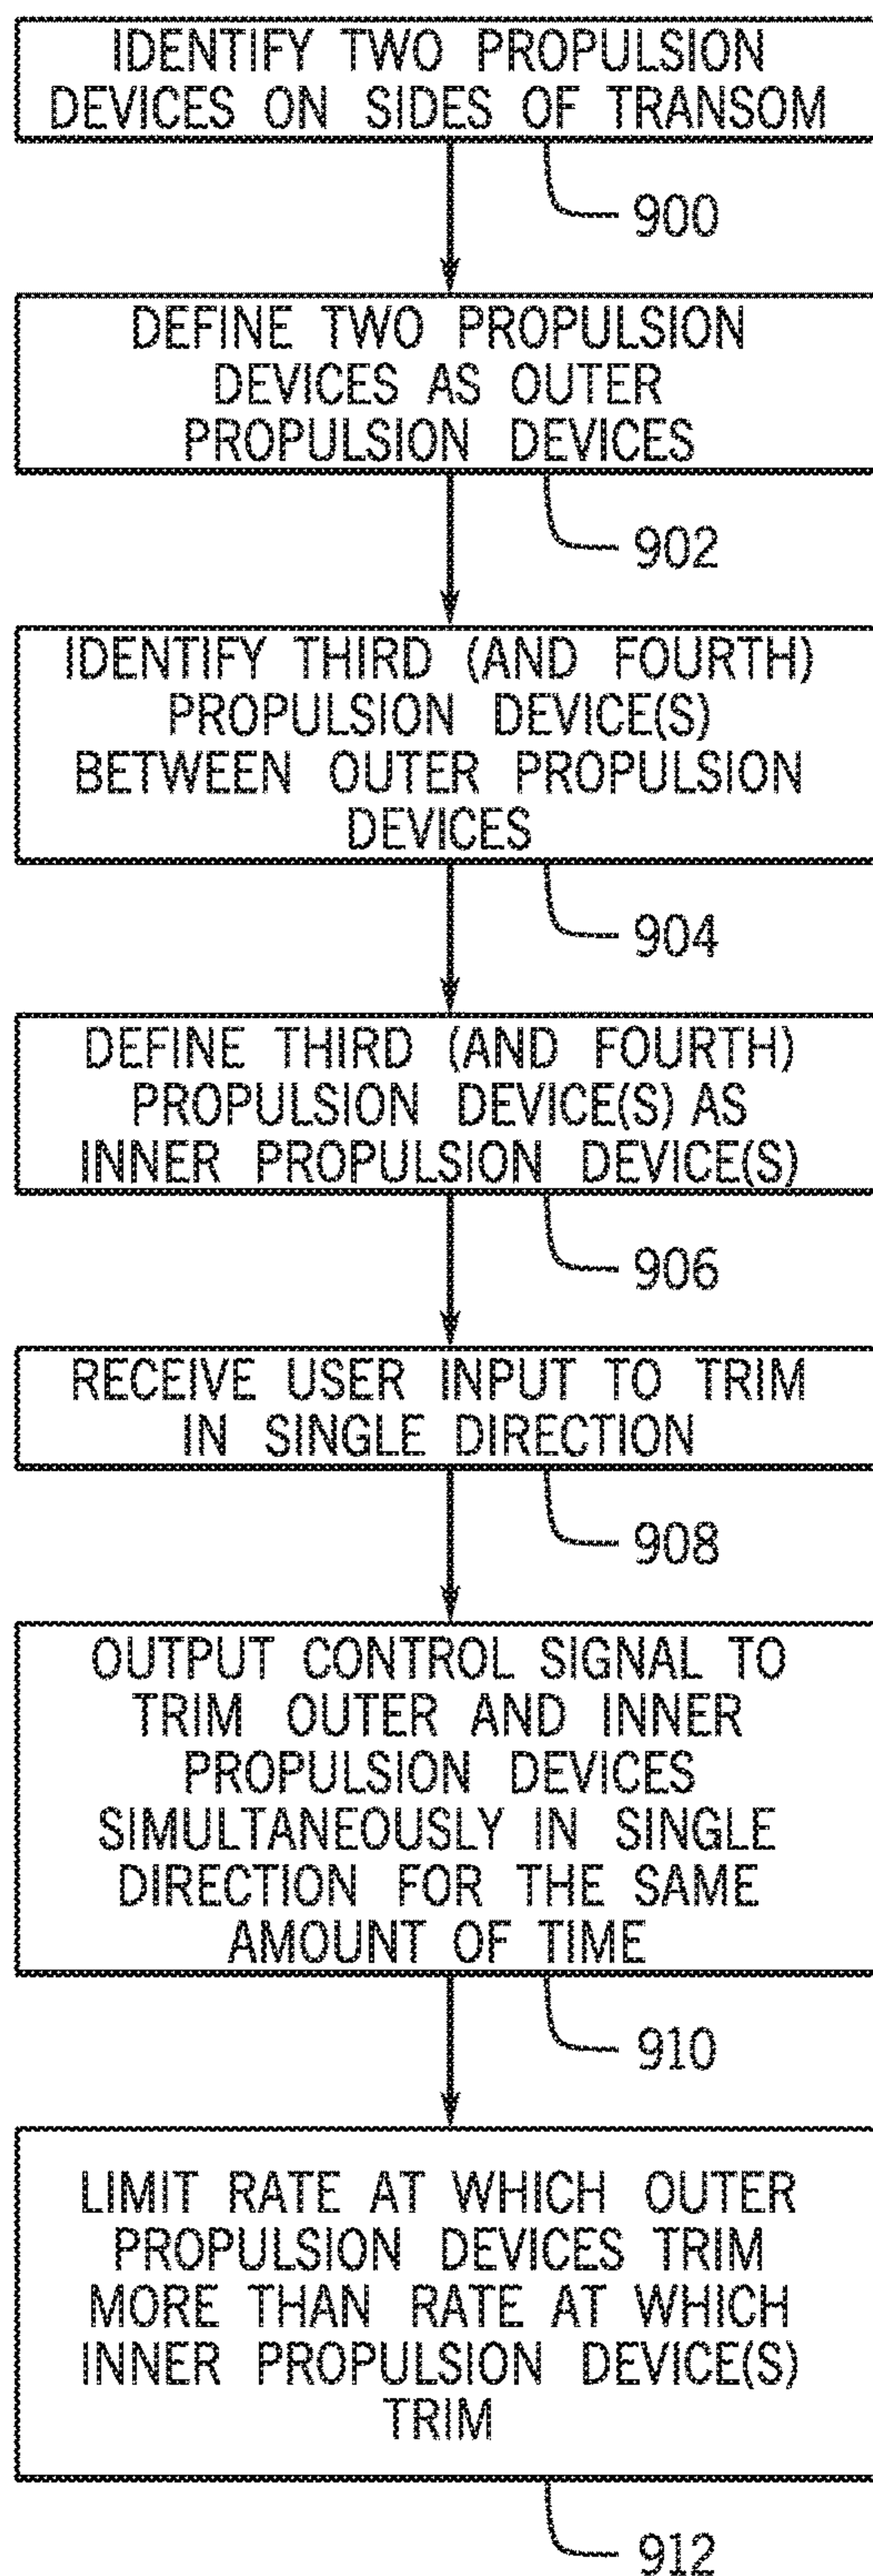 IDENTIFY TWO PROPULSION
DEVICES ON SIDES OF TRANSOM
900
DEFINE TWO PROPULSION
DEVICES AS OUTER
PROPULSION DEVICES
902
IDENTIFY THIRD (AND FOURTH)
PROPULSION DEVICE(S)
BETWEEN OUTER PROPULSION
DEVICES
904
DEFINE THIRD (AND FOURTH)
PROPULSION DEVICE(S) AS
INNER PROPULSION DEVICE(S)
906
RECEIVE USER INPUT TO TRIM
IN SINGLE DIRECTION
908
OUTPUT CONTROL SIGNAL TO
TRIM OUTER AND INNER
PROPULSION DEVICES
SIMULTANEOUSLY IN SINGLE
DIRECTION FOR THE SAME
AMOUNT OF TIME
910
LIMIT RATE AT WHICH OUTER
PROPULSION DEVICES TRIM
MORE THAN RATE AT WHICH
INNER PROPULSION DEVICE(S)
TRIM
912